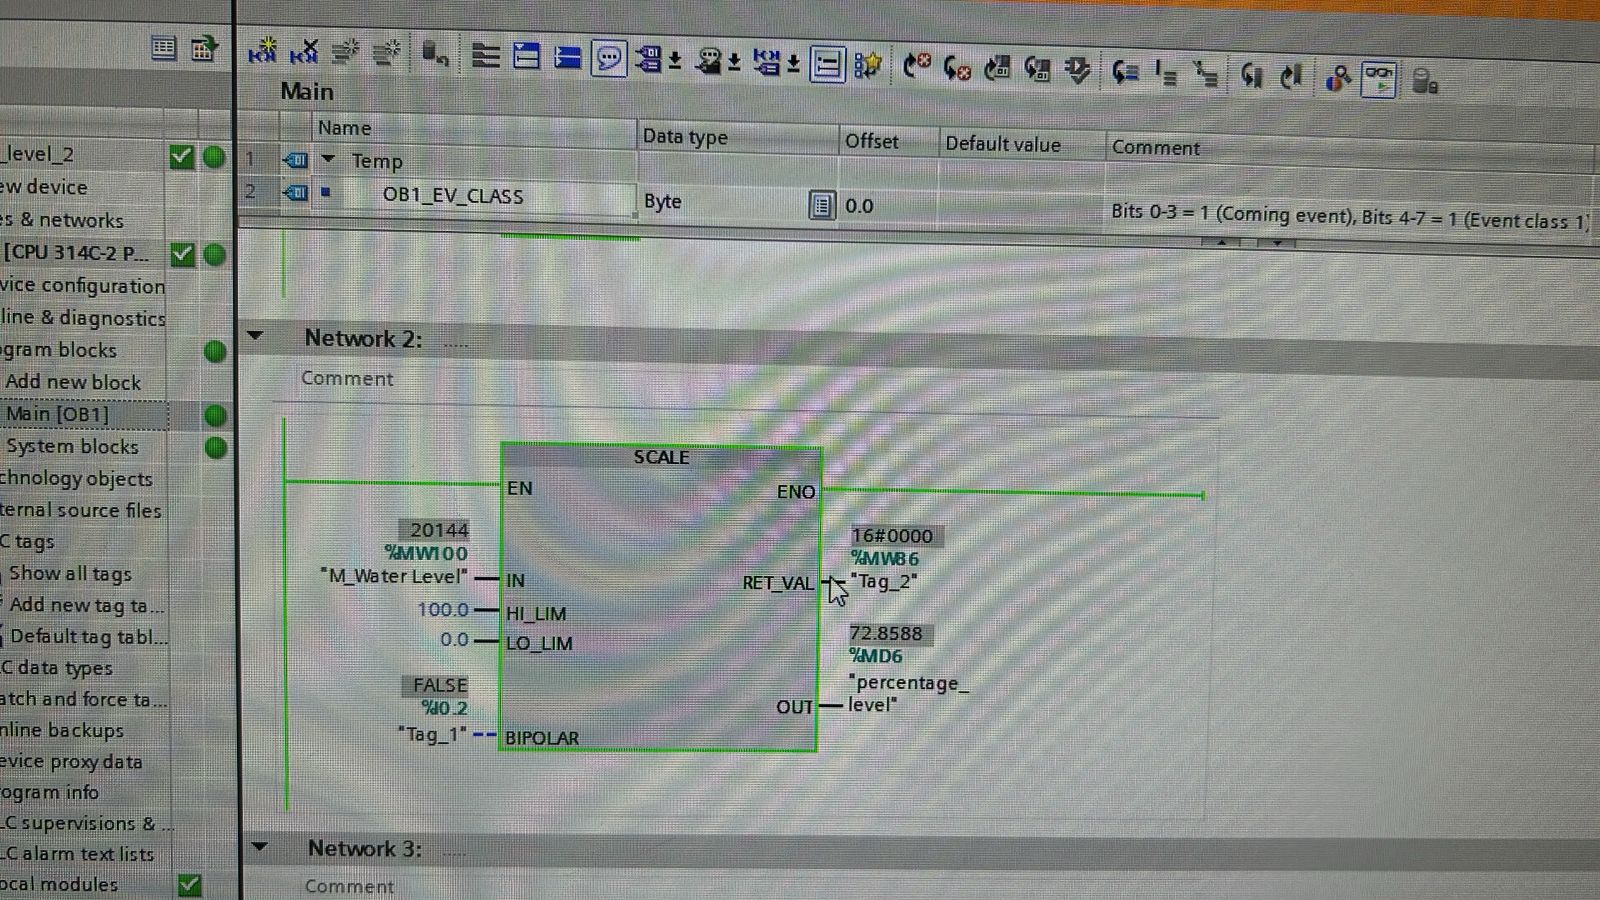 Main
Name Data type Offset Default value Comment
1 Temp
2 OB1_EV_CLASS Byte 0.0 Bits 0-3 = 1 (Coming event), Bits 4-7 = 1 (Event class 1)
_level_2
ew device
es & networks
[CPU 314C-2 P...
vice configuration
line & diagnostics
ogram blocks
Add new block
Main [OB1]
System blocks
chnology objects
ternal source files
C tags
Show all tags
Add new tag ta...
Default tag tabl...
C data types
atch and force ta...
nline backups
evice proxy data
ogram info
LC supervisions & ...
LC alarm text lists
ocal modules
Network 2: .....
Comment
SCALE
EN ENO
20144
%MW100
"M_Water Level" IN
100.0 HI_LIM
0.0 LO_LIM
FALSE
%I0.2
"Tag_1" BIPOLAR
16#0000
%MW86
RET_VAL "Tag_2"
72.8588
%MD6
"percentage_
OUT level"
Network 3: .....
Comment